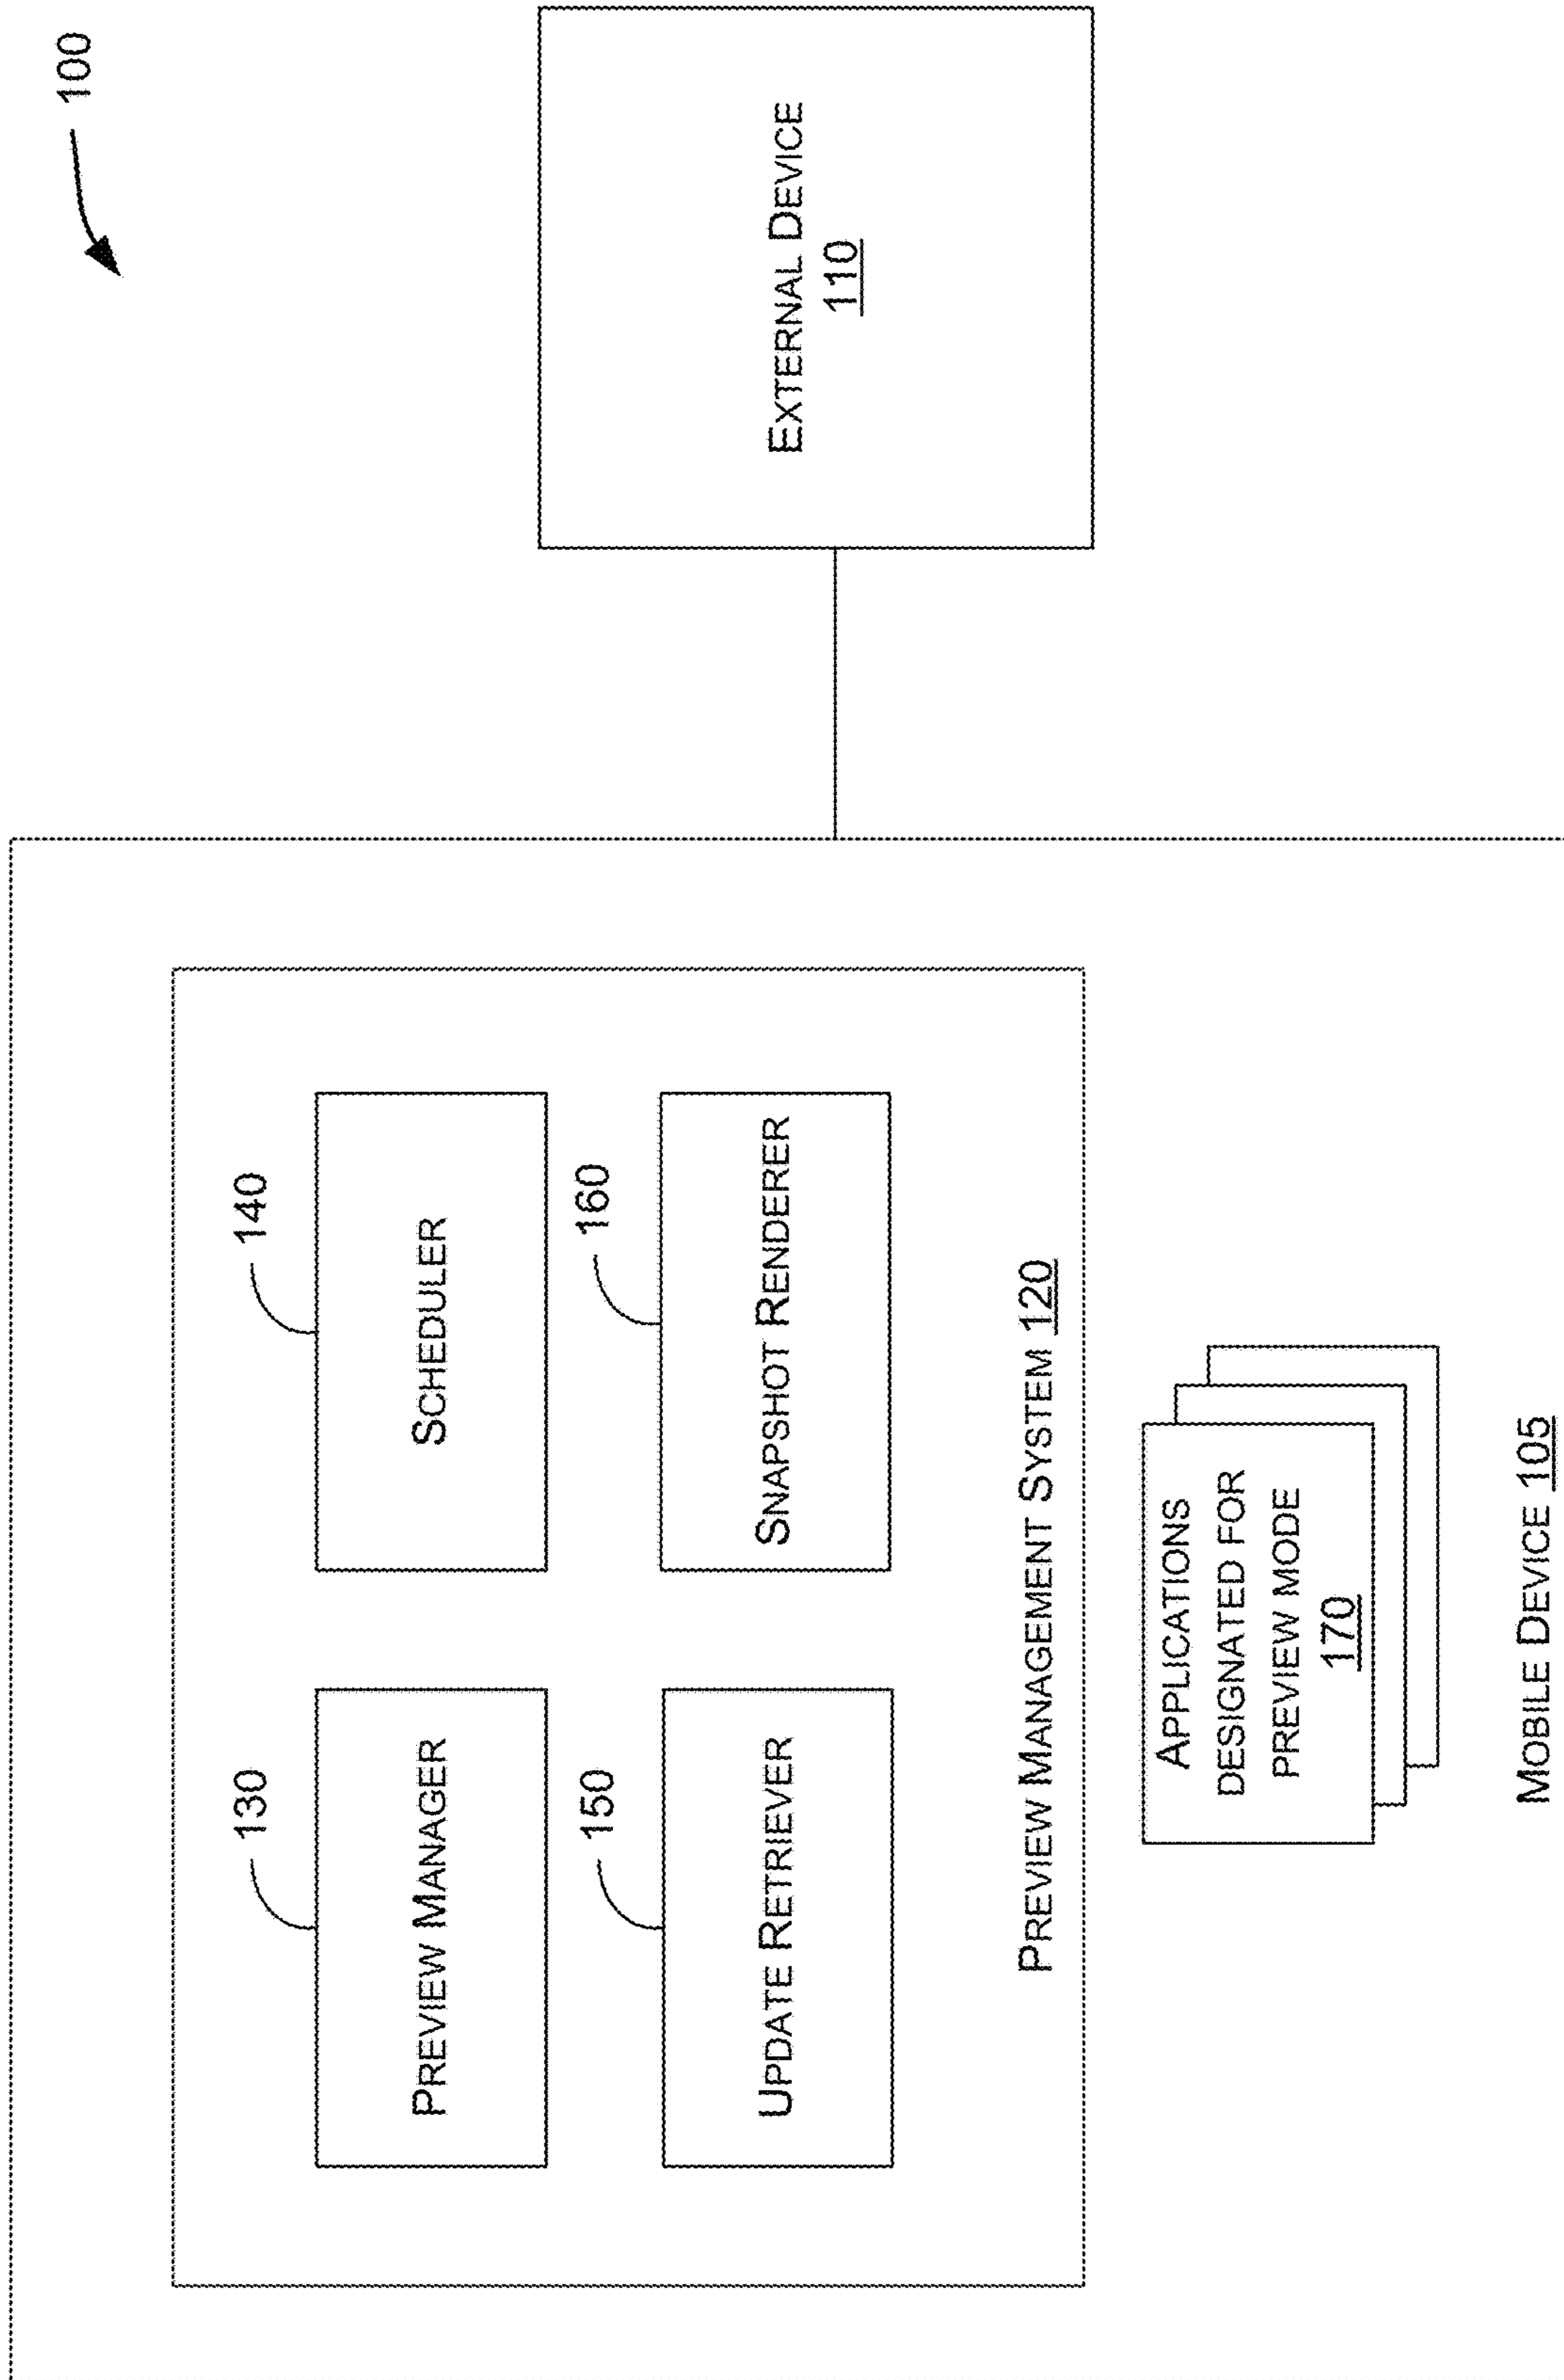 100
130
PREVIEW MANAGER
140
SCHEDULER
150
UPDATE RETRIEVER
160
SNAPSHOT RENDERER
PREVIEW MANAGEMENT SYSTEM 120
APPLICATIONS
DESIGNATED FOR
PREVIEW MODE
170
MOBILE DEVICE 105
EXTERNAL DEVICE
110